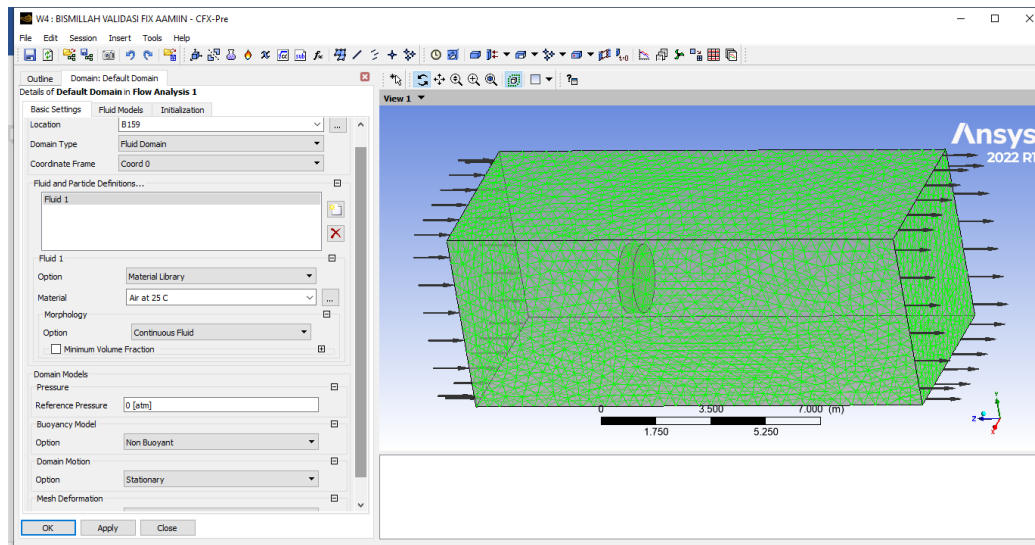 W4 : BISMILLAH VALIDASI FIX AAMIIN - CFX-Pre
File Edit Session Insert Tools Help
Outline Domain: Default Domain
Details of Default Domain in Flow Analysis 1
Basic Settings Fluid Models Initialization
Location B159 ...
Domain Type Fluid Domain
Coordinate Frame Coord 0
Fluid and Particle Definitions...
Fluid 1
Fluid 1
Option Material Library
Material Air at 25 C ...
Morphology
Option Continuous Fluid
Minimum Volume Fraction
Domain Models
Pressure
Reference Pressure 0 [atm]
Buoyancy Model
Option Non Buoyant
Domain Motion
Option Stationary
Mesh Deformation
OK Apply Close
View 1
Ansys
2022 R1
0 3.500 7.000 (m)
1.750 5.250
Y
Z
X